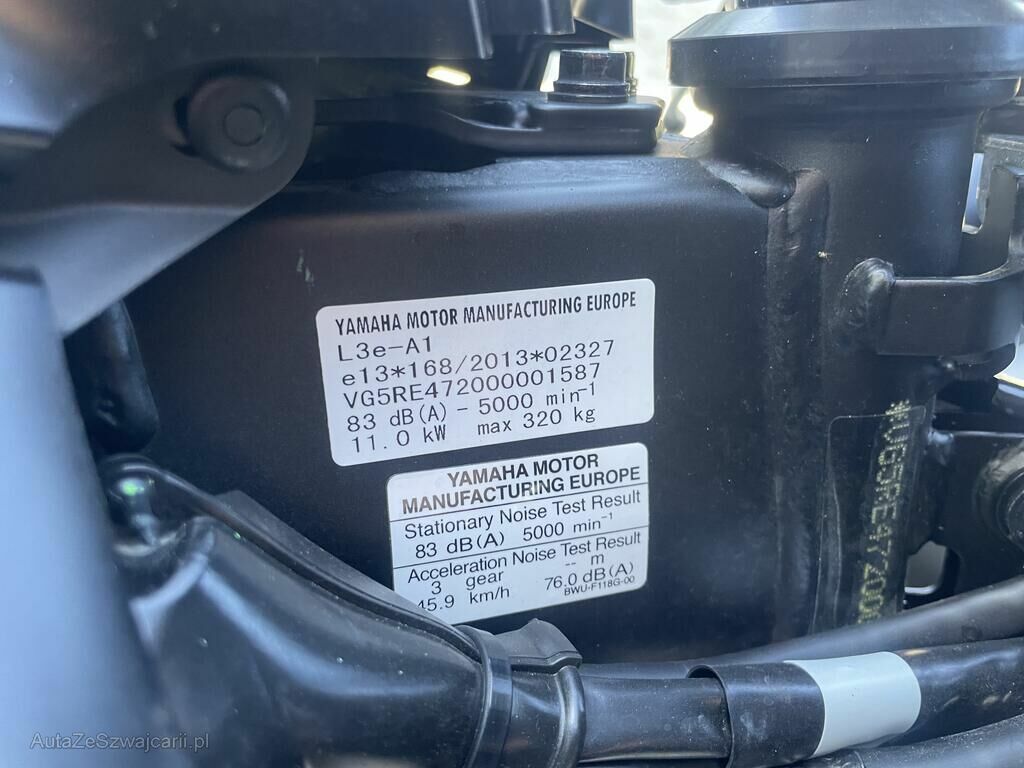 YAMAHA MOTOR MANUFACTURING EUROPE
L3e-A1
e13*168/2013*02327
VG5RE472000001587
83 dB(A) - 5000 min-1
11.0 kW max 320 kg
YAMAHA MOTOR
MANUFACTURING EUROPE
Stationary Noise Test Result
83 dB(A) 5000 min-1
Acceleration Noise Test Result
3 gear -- m
45.9 km/h 76.0 dB(A)
BWU-F118G-00
*VG5RE472000
AutaZeSzwajcarii.pl